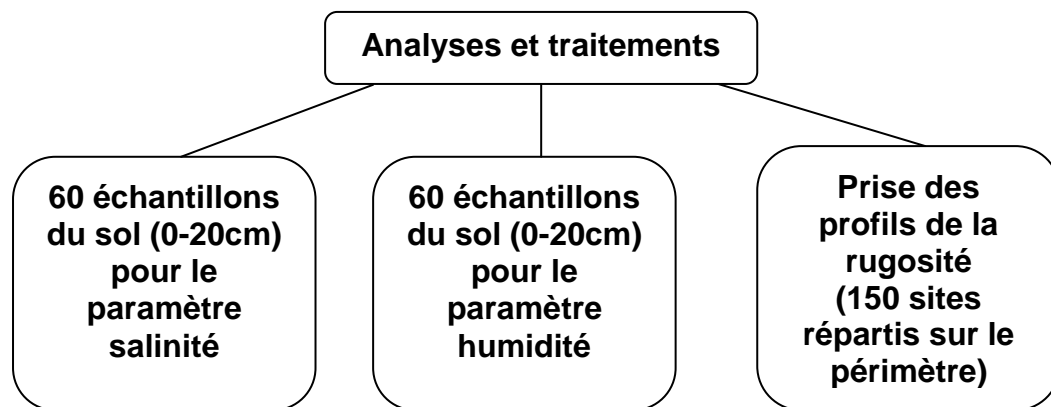 Analyses et traitements
60 échantillons
du sol (0-20cm)
pour le
paramètre
salinité
60 échantillons
du sol (0-20cm)
pour le
paramètre
humidité
Prise des
profils de la
rugosité
(150 sites
répartis sur le
périmètre)